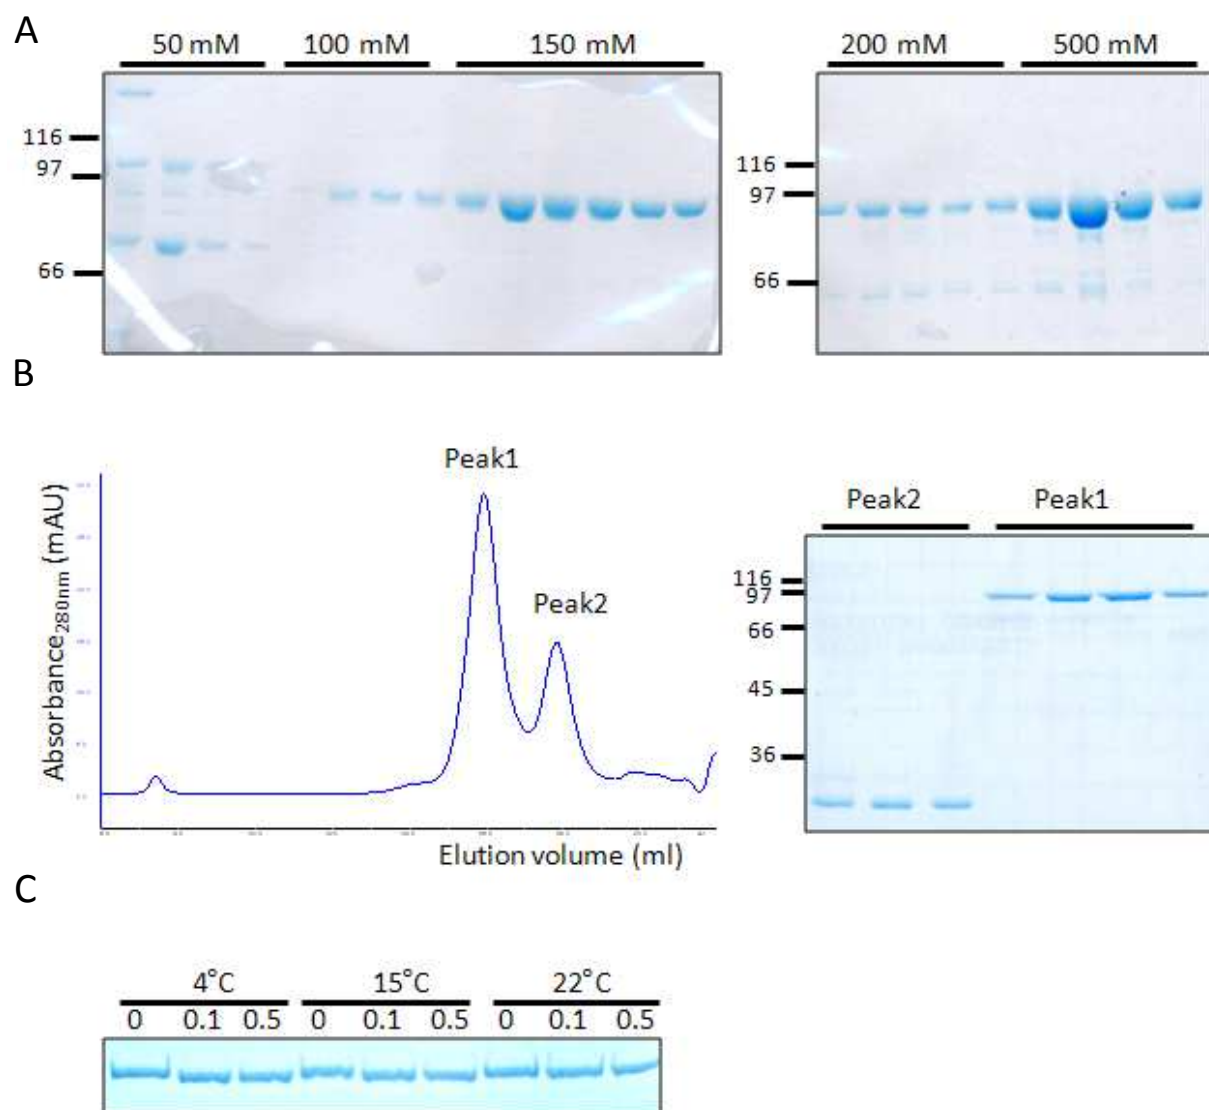 A
50 mM 100 mM 150 mM 200 mM 500 mM
116
97
66
116
97
66
B
Peak1
Peak2
Absorbance280nm (mAU)
Elution volume (ml)
Peak2 Peak1
116
97
66
45
36
C
4°C 15°C 22°C
0 0.1 0.5 0 0.1 0.5 0 0.1 0.5